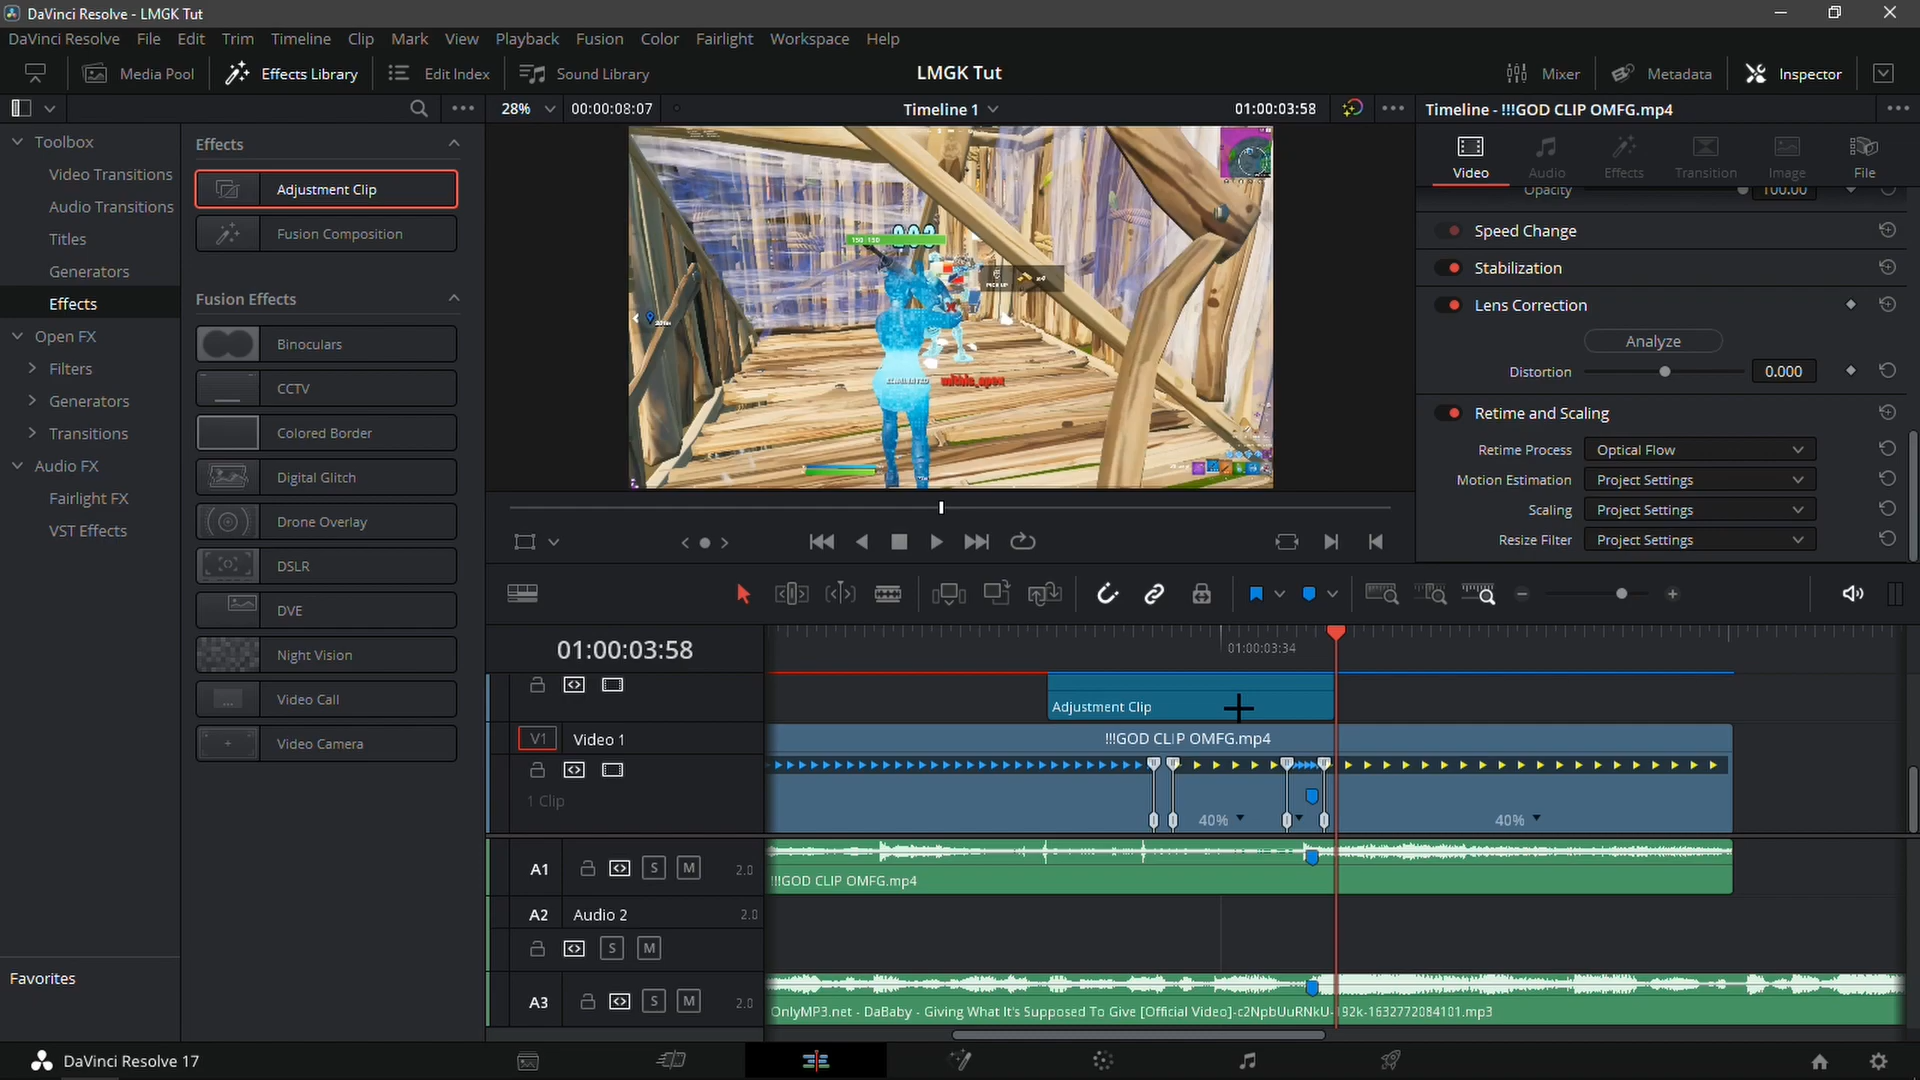 DaVinci Resolve - LMGK Tut
DaVinci Resolve File Edit Trim Timeline Clip Mark View Playback Fusion Color Fairlight Workspace Help
Media Pool Effects Library Edit Index Sound Library LMGK Tut Mixer Metadata Inspector
28% 00:00:08:07 Timeline 1 01:00:03:58 Timeline - !!!GOD CLIP OMFG.mp4
Toolbox
Video Transitions
Audio Transitions
Titles
Generators
Effects
Open FX
Filters
Generators
Transitions
Audio FX
Fairlight FX
VST Effects
Favorites
Effects
Adjustment Clip
Fusion Composition
Fusion Effects
Binoculars
CCTV
Colored Border
Digital Glitch
Drone Overlay
DSLR
DVE
Night Vision
Video Call
Video Camera
150 150
PICK UP
x4
ELIMINATED mithic_apex
Video Audio Effects Transition Image File
Opacity 100.00
Speed Change
Stabilization
Lens Correction
Analyze
Distortion 0.000
Retime and Scaling
Retime Process Optical Flow
Motion Estimation Project Settings
Scaling Project Settings
Resize Filter Project Settings
01:00:03:58
01:00:03:34
Adjustment Clip
V1 Video 1
!!!GOD CLIP OMFG.mp4
1 Clip
40% 40%
A1 S M 2.0
!!!GOD CLIP OMFG.mp4
A2 Audio 2 2.0
S M
A3 S M 2.0
OnlyMP3.net - DaBaby - Giving What It's Supposed To Give [Official Video]-c2NpbUuRNkU-192k-1632772084101.mp3
DaVinci Resolve 17